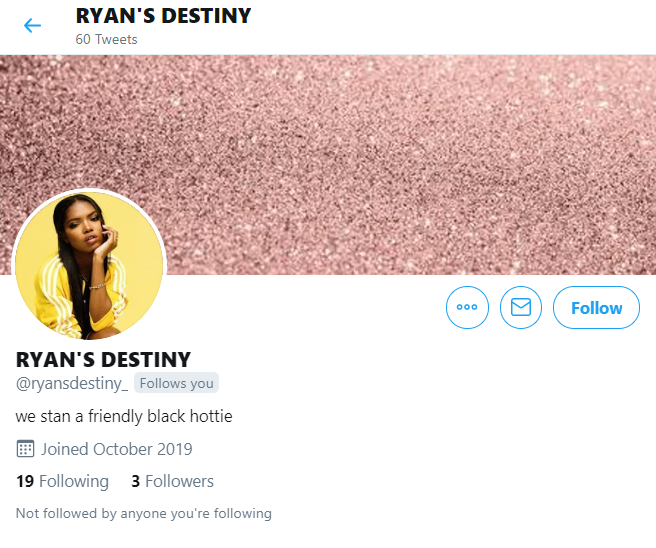 RYAN'S DESTINY
60 Tweets
Follow
RYAN'S DESTINY
@ryansdestiny_ Follows you
we stan a friendly black hottie
Joined October 2019
19 Following 3 Followers
Not followed by anyone you're following